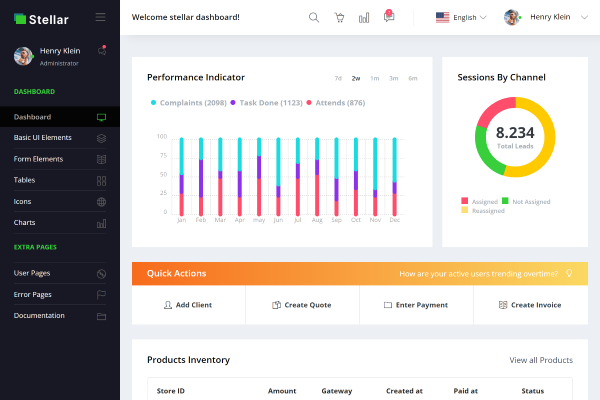 Stellar
Welcome stellar dashboard!
English
Henry Klein
Henry Klein
Administrator
DASHBOARD
Dashboard
Basic UI Elements
Form Elements
Tables
Icons
Charts
EXTRA PAGES
User Pages
Error Pages
Documentation
Performance Indicator
7d 2w 1m 3m 6m
Complaints (2098) Task Done (1123) Attends (876)
100
75
50
25
0
Jan Feb Mar Apr may Jun Jul Aug Sep Oct Nov Dec
Sessions By Channel
8.234
Total Leads
Assigned Not Assigned
Reassigned
Quick Actions
How are your active users trending overtime?
Add Client Create Quote Enter Payment Create Invoice
Products Inventory
View all Products
Store ID Amount Gateway Created at Paid at Status